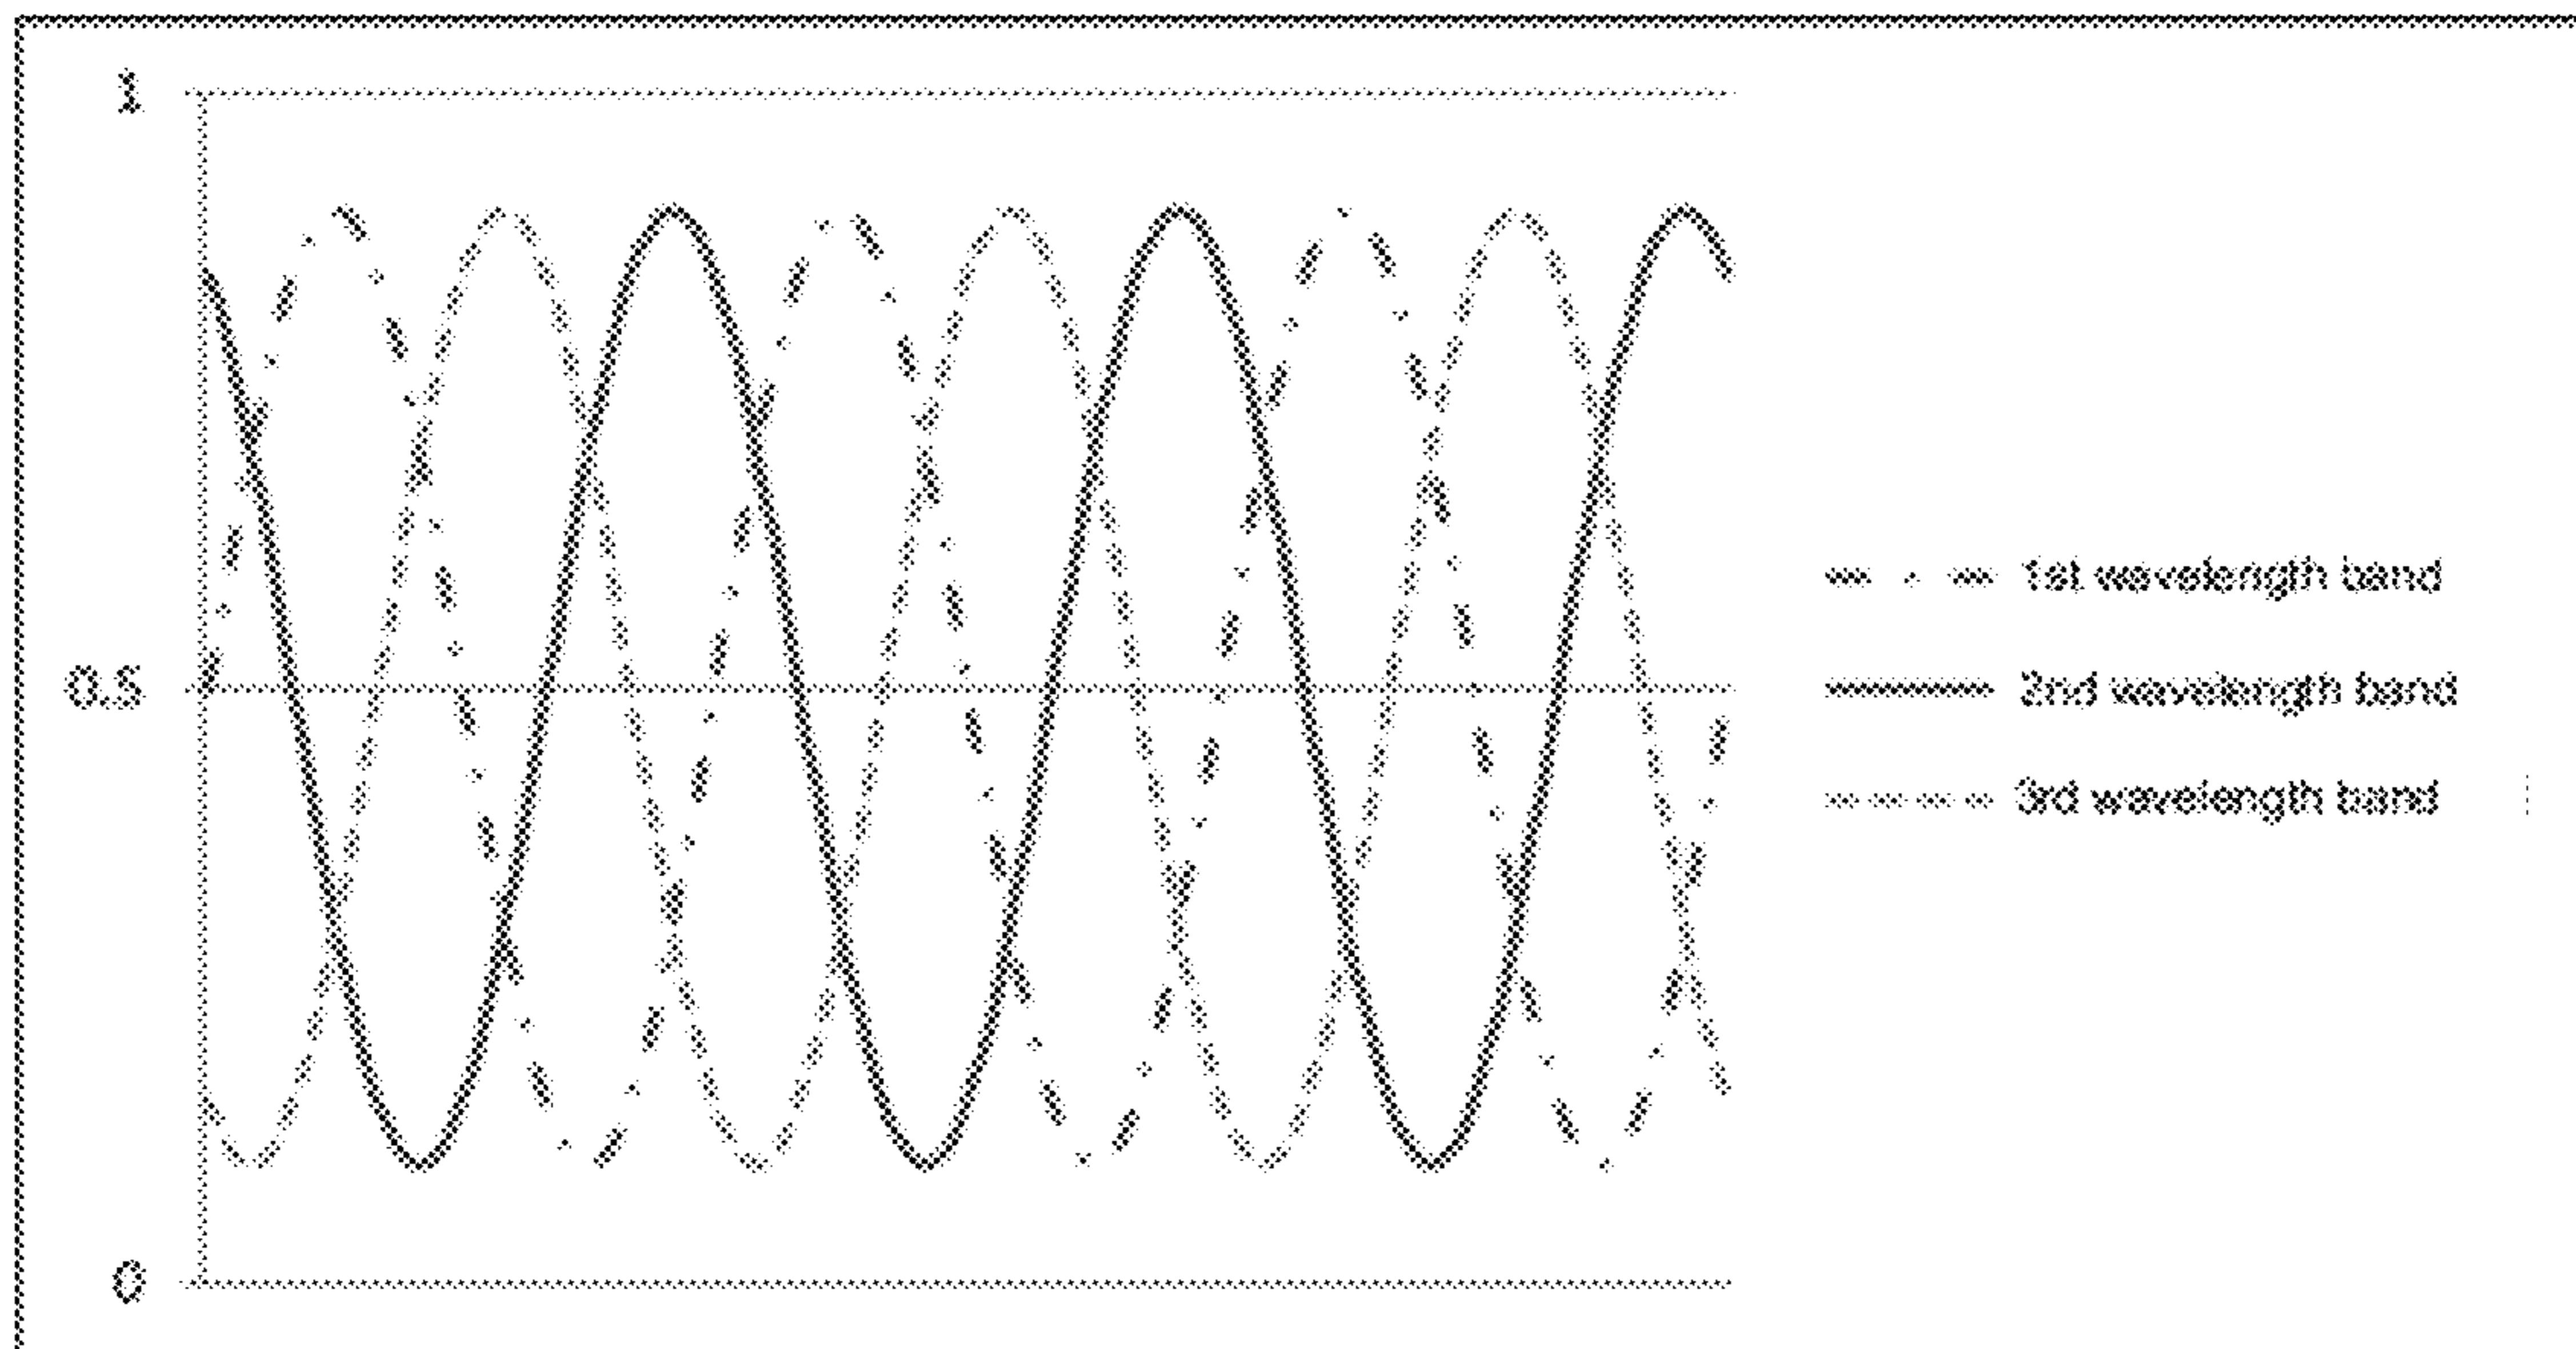 1
0.5
0
1st wavelength band
2nd wavelength band
3rd wavelength band